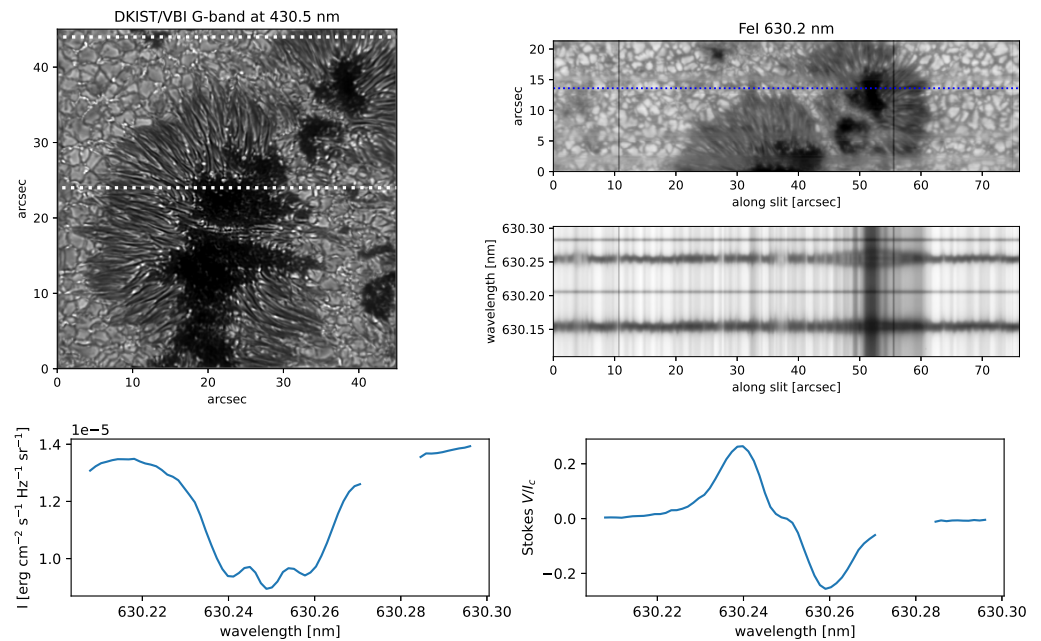 DKIST/VBI G-band at 430.5 nm
40
30
20
10
0
arcsec
0 10 20 30 40
arcsec
FeI 630.2 nm
20
15
10
5
0
arcsec
0 10 20 30 40 50 60 70
along slit [arcsec]
630.30
630.25
630.20
630.15
wavelength [nm]
0 10 20 30 40 50 60 70
along slit [arcsec]
1e−5
1.4
1.2
1.0
I [erg cm⁻² s⁻¹ Hz⁻¹ sr⁻¹]
630.22 630.24 630.26 630.28 630.30
wavelength [nm]
0.2
0.0
−0.2
Stokes V/I_c
630.22 630.24 630.26 630.28 630.30
wavelength [nm]